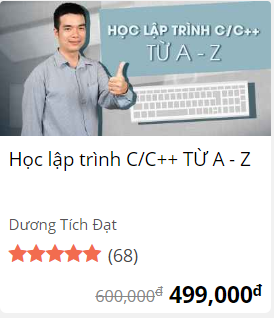 HỌC LẬP TRÌNH C/C++
TỪ A - Z
Học lập trình C/C++ TỪ A - Z
Dương Tích Đạt
(68)
600,000đ 499,000đ